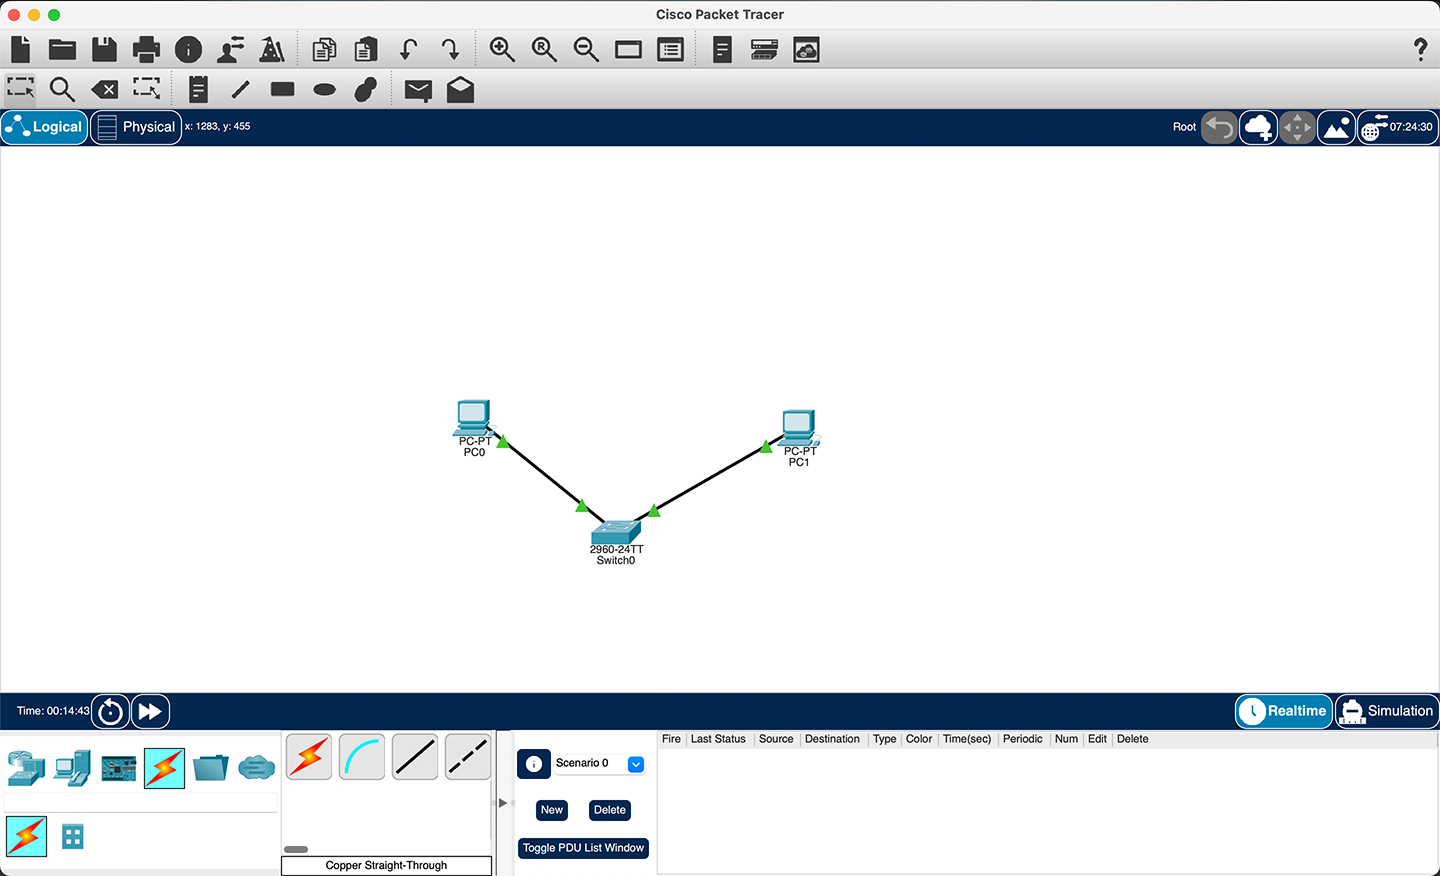 Cisco Packet Tracer
Logical
Physical
x: 1283, y: 455
Root
07:24:30
PC-PT
PC0
PC-PT
PC1
2960-24TT
Switch0
Time: 00:14:43
Realtime
Simulation
Fire Last Status Source Destination Type Color Time(sec) Periodic Num Edit Delete
Scenario 0
New
Delete
Toggle PDU List Window
Copper Straight-Through